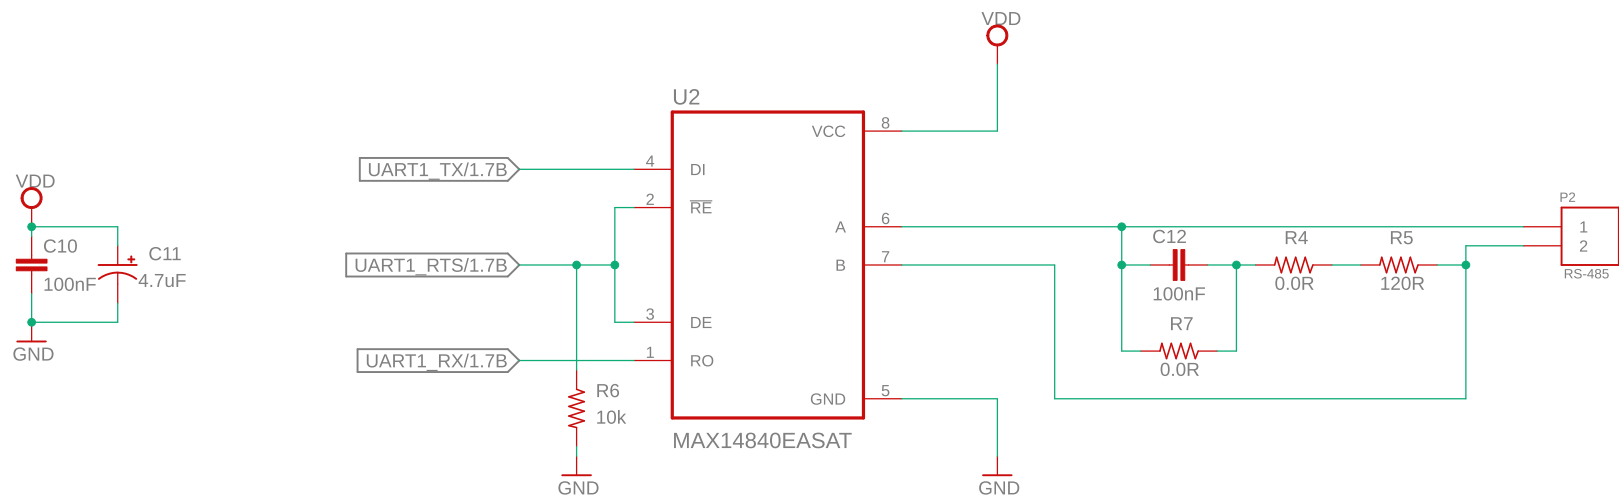 VDD
C10
100nF
C11
4.7uF
GND
UART1_TX/1.7B
UART1_RTS/1.7B
UART1_RX/1.7B
R6
10k
GND
U2
4
DI
2
RE
3
DE
1
RO
VCC
8
A
6
B
7
GND
5
MAX14840EASAT
VDD
GND
C12
100nF
R4
0.0R
R5
120R
R7
0.0R
P2
1
2
RS-485